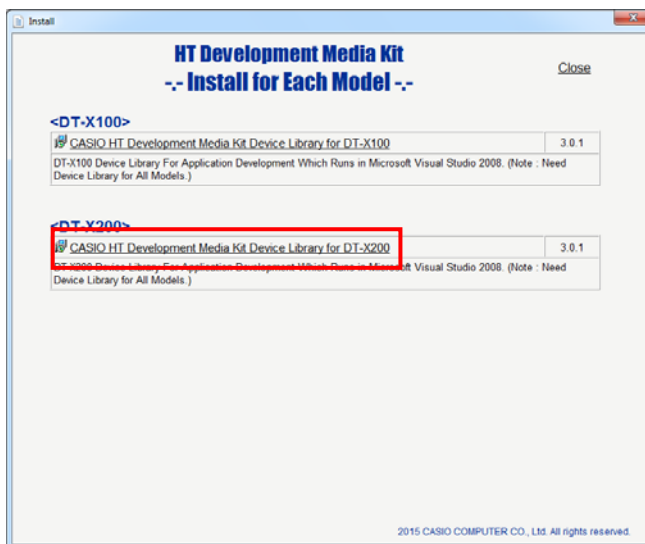 Install
HT Development Media Kit
-.- Install for Each Model -.-
Close
<DT-X100>
CASIO HT Development Media Kit Device Library for DT-X100 3.0.1
DT-X100 Device Library For Application Development Which Runs in Microsoft Visual Studio 2008. (Note : Need
Device Library for All Models.)
<DT-X200>
CASIO HT Development Media Kit Device Library for DT-X200 3.0.1
DT-X200 Device Library For Application Development Which Runs in Microsoft Visual Studio 2008. (Note : Need
Device Library for All Models.)
2015 CASIO COMPUTER CO., Ltd. All rights reserved.